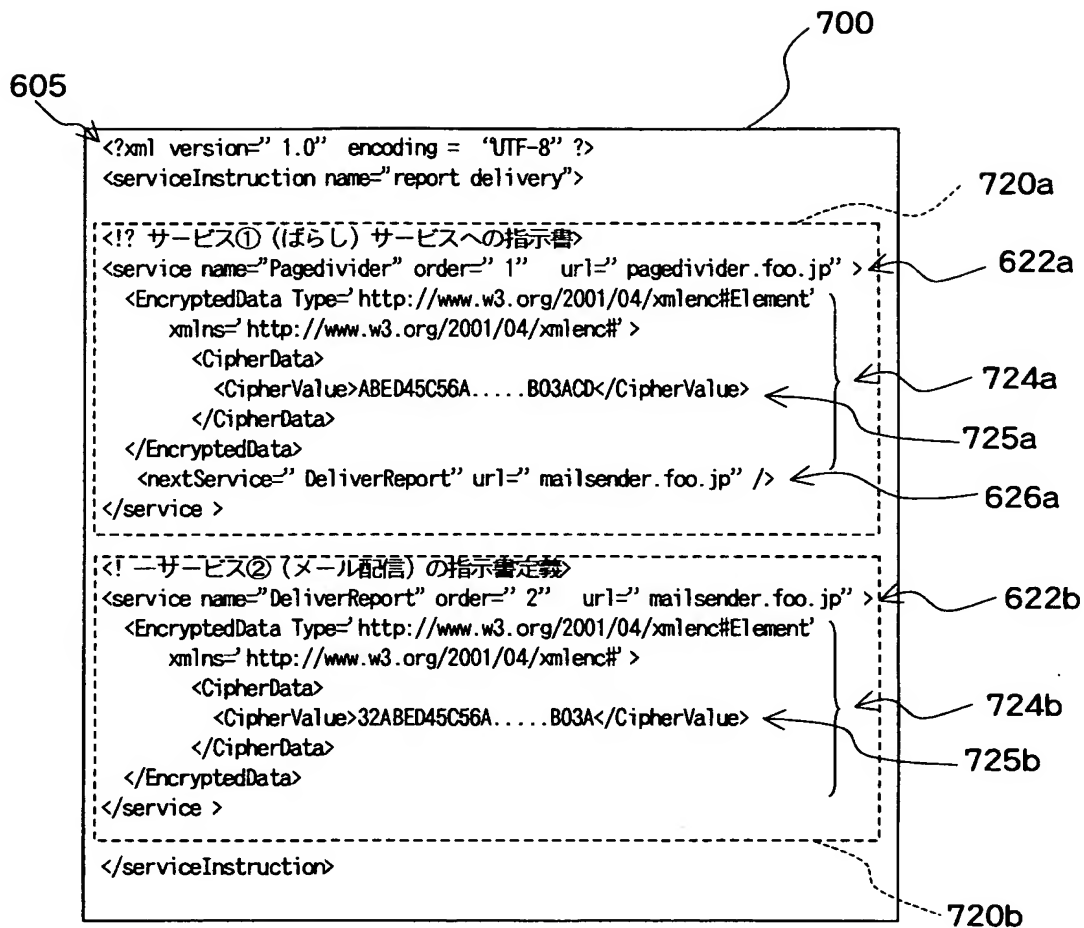 700
605
<?xml version=” 1.0” encoding = “UTF-8” ?>
<serviceInstruction name=”report delivery”>
720a
<!? サービス① (ばらし) サービスへの指示書>
<service name=”Pagedivider” order=” 1” url=” pagedivider.foo.jp” >
622a
<EncryptedData Type=’http://www.w3.org/2001/04/xmlenc#Element’
xmlns=’http://www.w3.org/2001/04/xmlenc#’ >
<CipherData>
724a
<CipherValue>ABED45C56A.....B03ACD</CipherValue>
</CipherData>
725a
</EncryptedData>
<nextService=” DeliverReport” url=” mailsender.foo.jp” />
626a
</service >
<! ーサービス② (メール配信) の指示書定義>
<service name=”DeliverReport” order=” 2” url=” mailsender.foo.jp” >
622b
<EncryptedData Type=’http://www.w3.org/2001/04/xmlenc#Element’
xmlns=’http://www.w3.org/2001/04/xmlenc#’ >
<CipherData>
724b
<CipherValue>32ABED45C56A.....B03A</CipherValue>
</CipherData>
725b
</EncryptedData>
</service >
</serviceInstruction>
720b